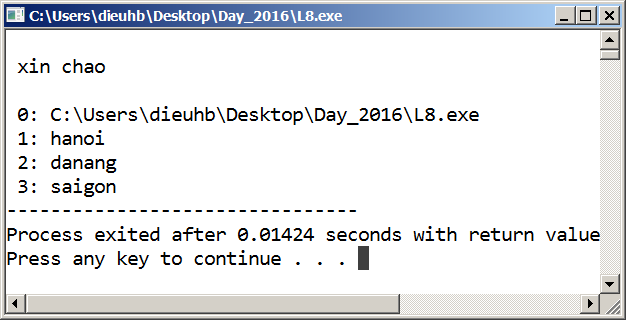 C:\Users\dieuhb\Desktop\Day_2016\L8.exe
xin chao
0: C:\Users\dieuhb\Desktop\Day_2016\L8.exe
1: hanoi
2: danang
3: saigon
--------------------------------
Process exited after 0.01424 seconds with return value
Press any key to continue . . .